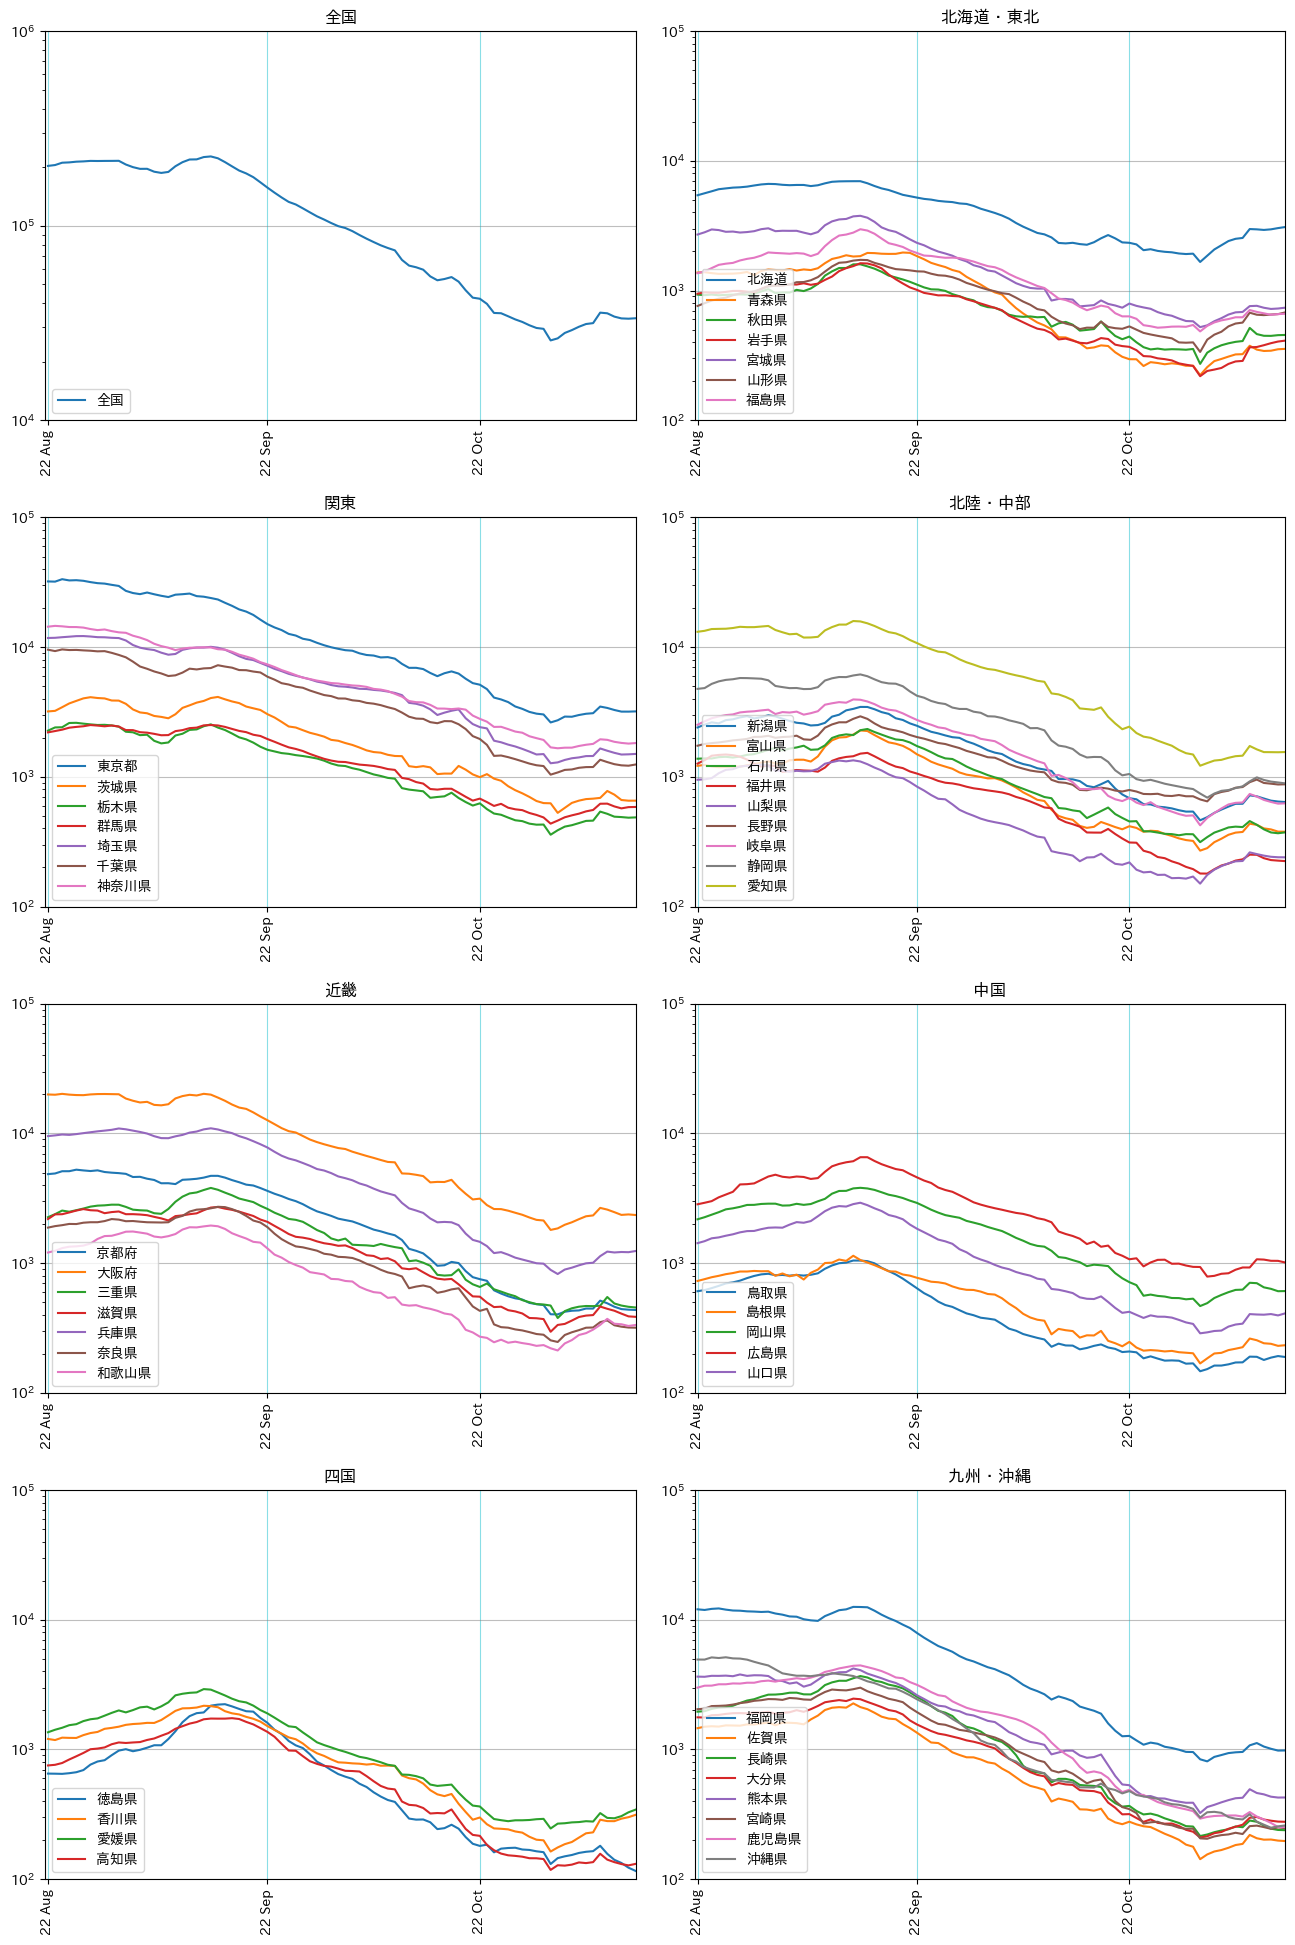 全国
10^6
10^5
10^4
22 Aug
22 Sep
22 Oct
全国
北海道・東北
10^5
10^4
10^3
10^2
22 Aug
22 Sep
22 Oct
北海道
青森県
秋田県
岩手県
宮城県
山形県
福島県
関東
10^5
10^4
10^3
10^2
22 Aug
22 Sep
22 Oct
東京都
茨城県
栃木県
群馬県
埼玉県
千葉県
神奈川県
北陸・中部
10^5
10^4
10^3
10^2
22 Aug
22 Sep
22 Oct
新潟県
富山県
石川県
福井県
山梨県
長野県
岐阜県
静岡県
愛知県
近畿
10^5
10^4
10^3
10^2
22 Aug
22 Sep
22 Oct
京都府
大阪府
三重県
滋賀県
兵庫県
奈良県
和歌山県
中国
10^5
10^4
10^3
10^2
22 Aug
22 Sep
22 Oct
鳥取県
島根県
岡山県
広島県
山口県
四国
10^5
10^4
10^3
10^2
22 Aug
22 Sep
22 Oct
徳島県
香川県
愛媛県
高知県
九州・沖縄
10^5
10^4
10^3
10^2
22 Aug
22 Sep
22 Oct
福岡県
佐賀県
長崎県
大分県
熊本県
宮崎県
鹿児島県
沖縄県